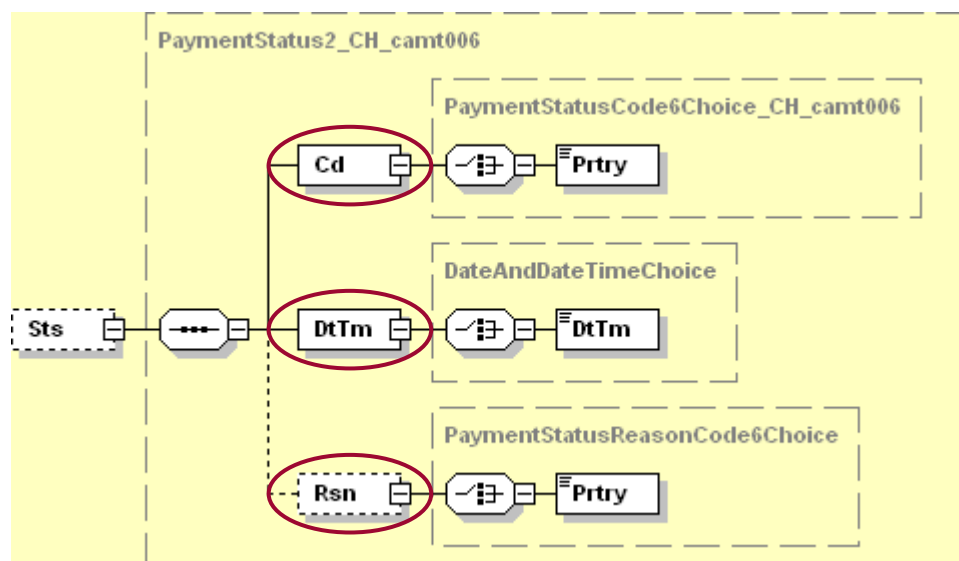 PaymentStatus2_CH_camt006
PaymentStatusCode6Choice_CH_camt006
Cd
Prtry
DateAndDateTimeChoice
Sts
DtTm
DtTm
PaymentStatusReasonCode6Choice
Rsn
Prtry